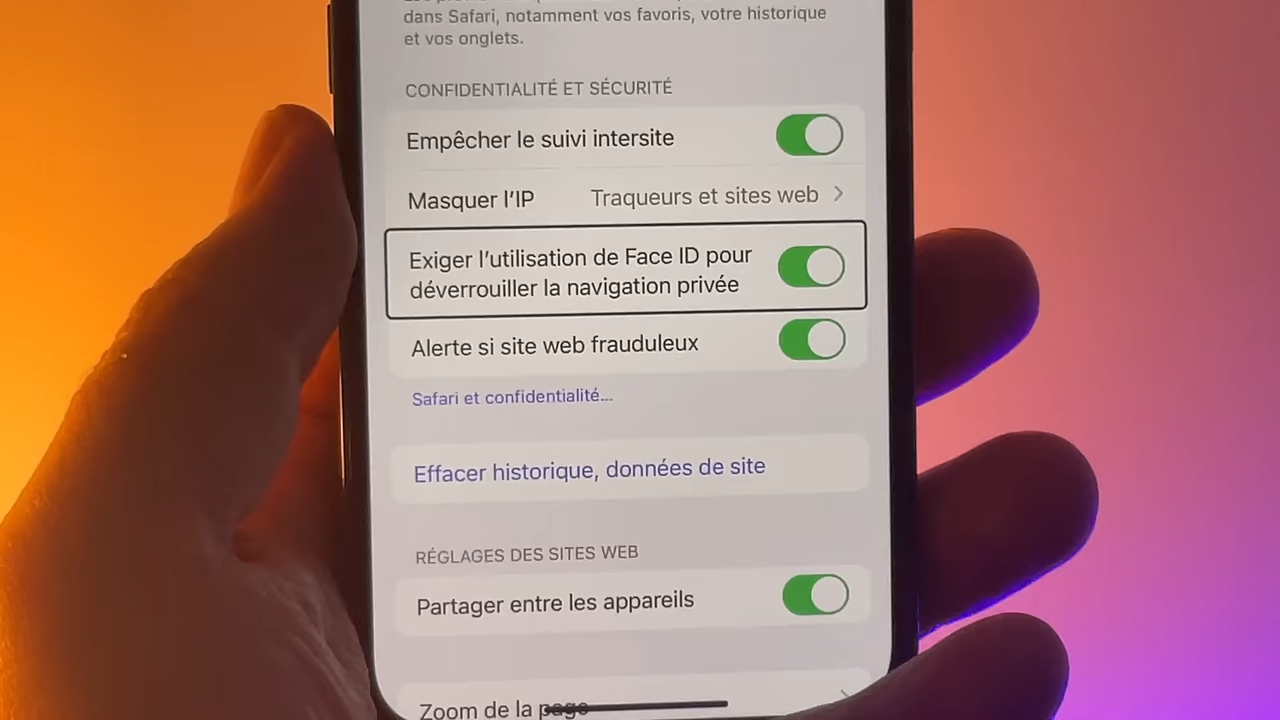 dans Safari, notamment vos favoris, votre historique
et vos onglets.
CONFIDENTIALITÉ ET SÉCURITÉ
Empêcher le suivi intersite
Masquer l'IP Traqueurs et sites web
Exiger l'utilisation de Face ID pour
déverrouiller la navigation privée
Alerte si site web frauduleux
Safari et confidentialité...
Effacer historique, données de site
RÉGLAGES DES SITES WEB
Partager entre les appareils
Zoom de la page